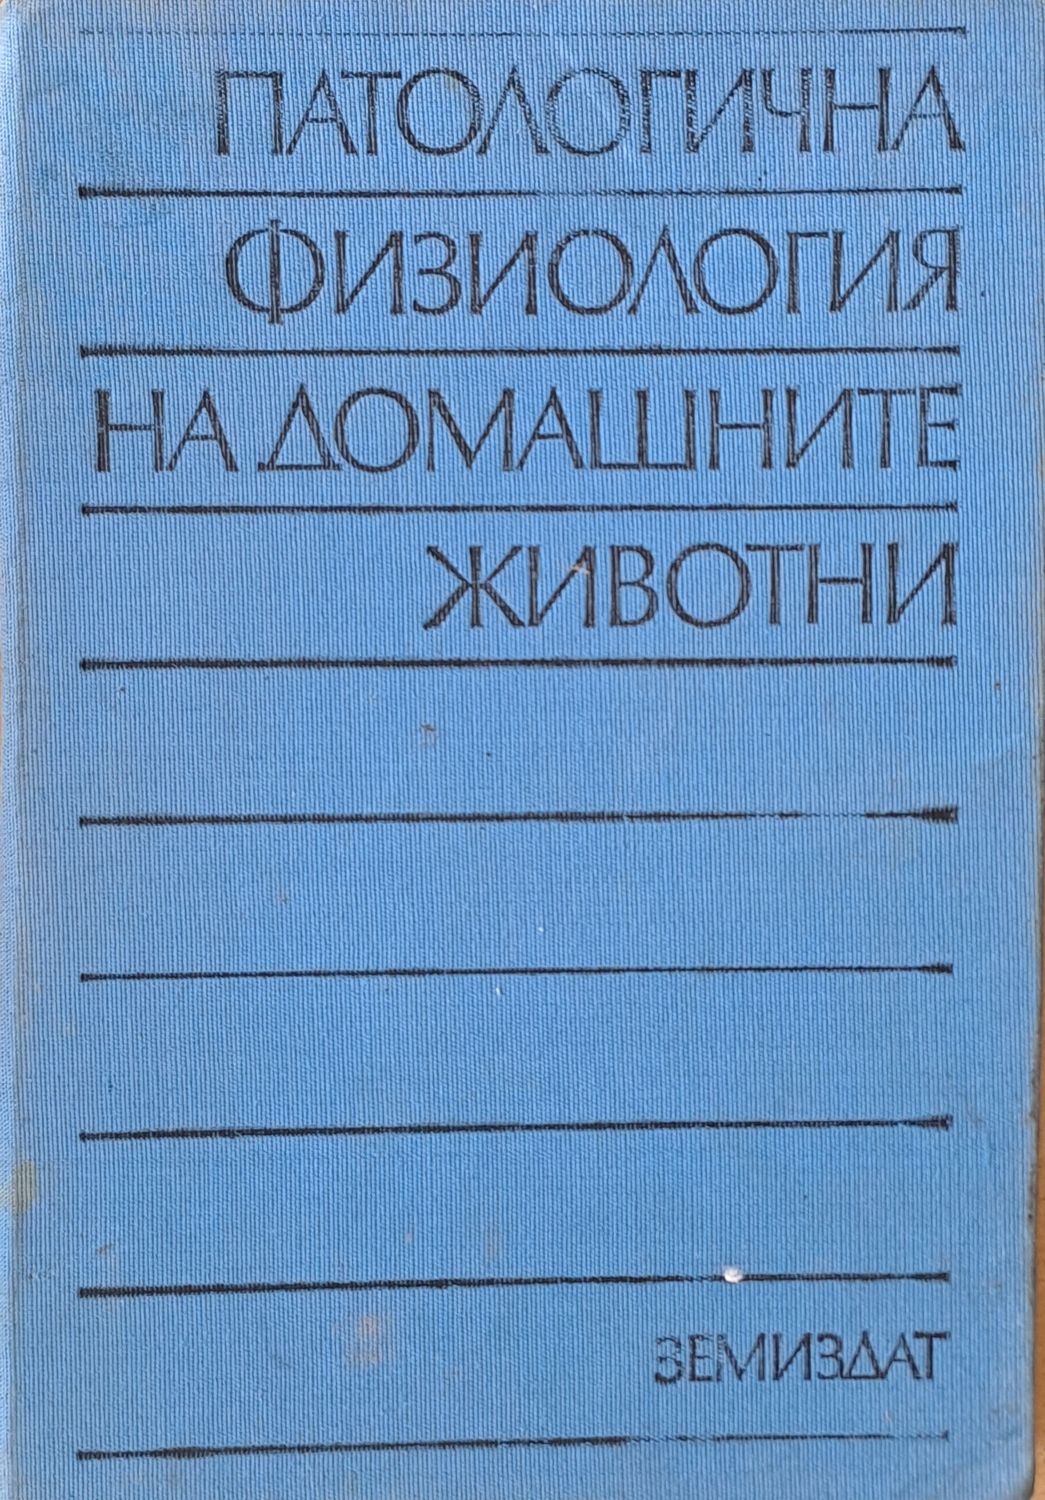 ПАТОЛОГИЧНА
ФИЗИОЛОГИЯ
НА ДОМАШНИТЕ
ЖИВОТНИ
ЗЕМИЗДАТ